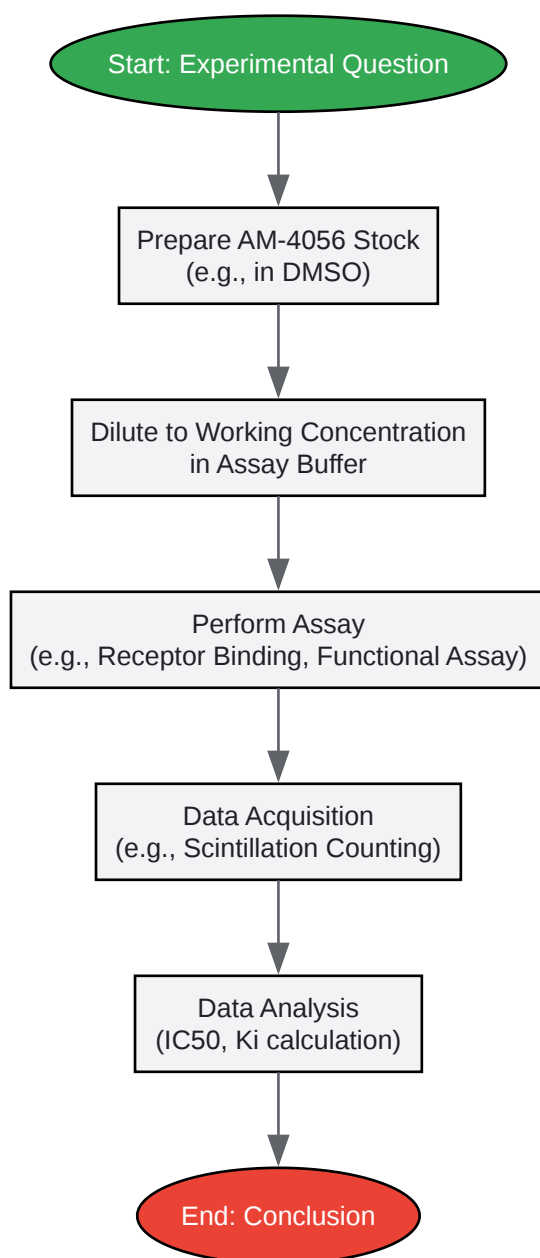 Start: Experimental Question
Prepare AM-4056 Stock
(e.g., in DMSO)
Dilute to Working Concentration
in Assay Buffer
Perform Assay
(e.g., Receptor Binding, Functional Assay)
Data Acquisition
(e.g., Scintillation Counting)
Data Analysis
(IC50, Ki calculation)
End: Conclusion